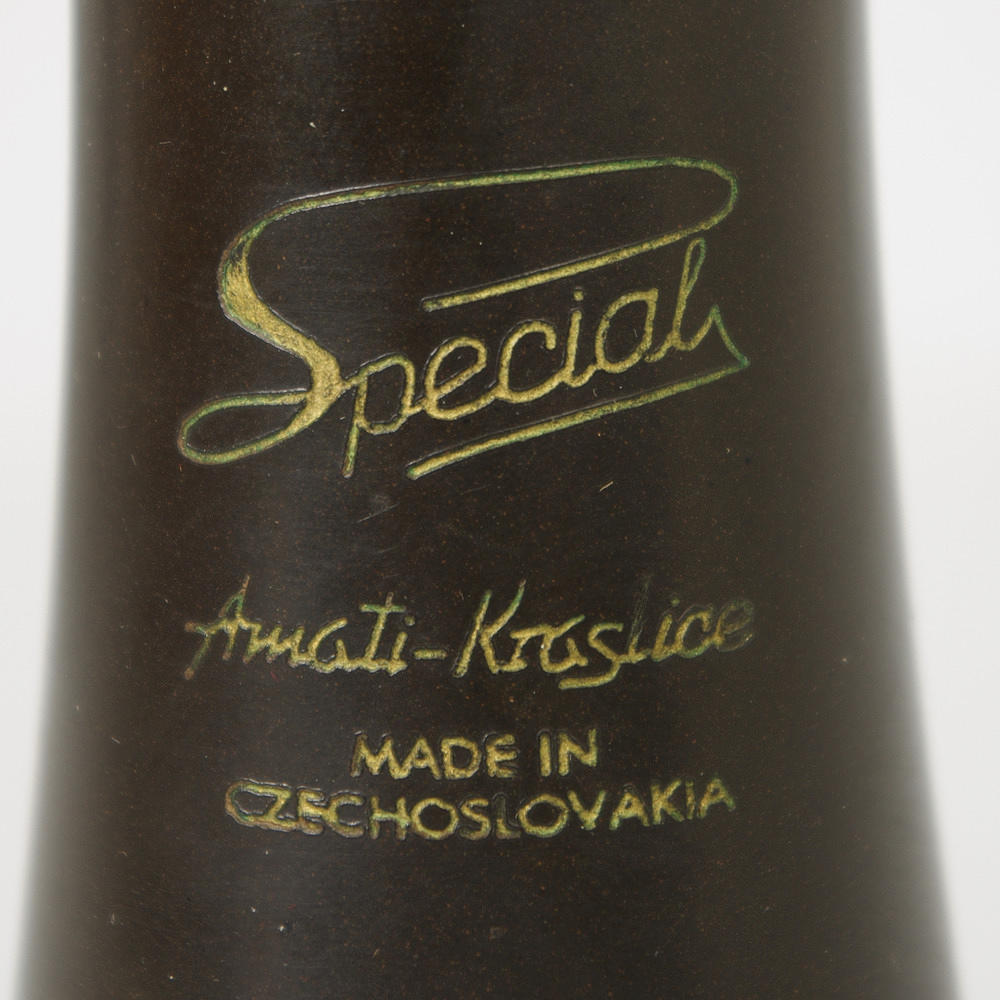 Special
Amati-Kraslice
MADE IN
CZECHOSLOVAKIA